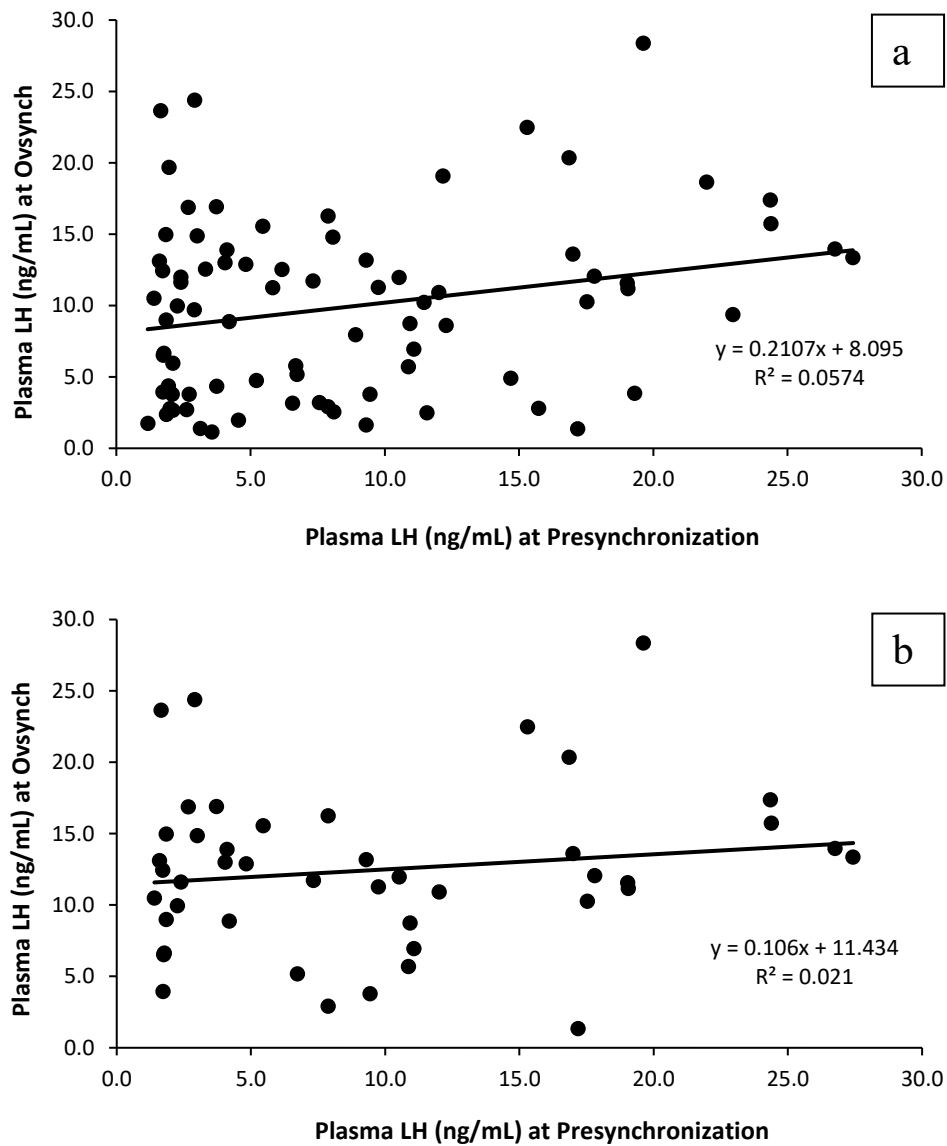 a
Plasma LH (ng/mL) at Ovsynch
30.0
25.0
20.0
15.0
10.0
5.0
0.0
y = 0.2107x + 8.095
R² = 0.0574
0.0 5.0 10.0 15.0 20.0 25.0 30.0
Plasma LH (ng/mL) at Presynchronization
b
Plasma LH (ng/mL) at Ovsynch
30.0
25.0
20.0
15.0
10.0
5.0
0.0
y = 0.106x + 11.434
R² = 0.021
0.0 5.0 10.0 15.0 20.0 25.0 30.0
Plasma LH (ng/mL) at Presynchronization